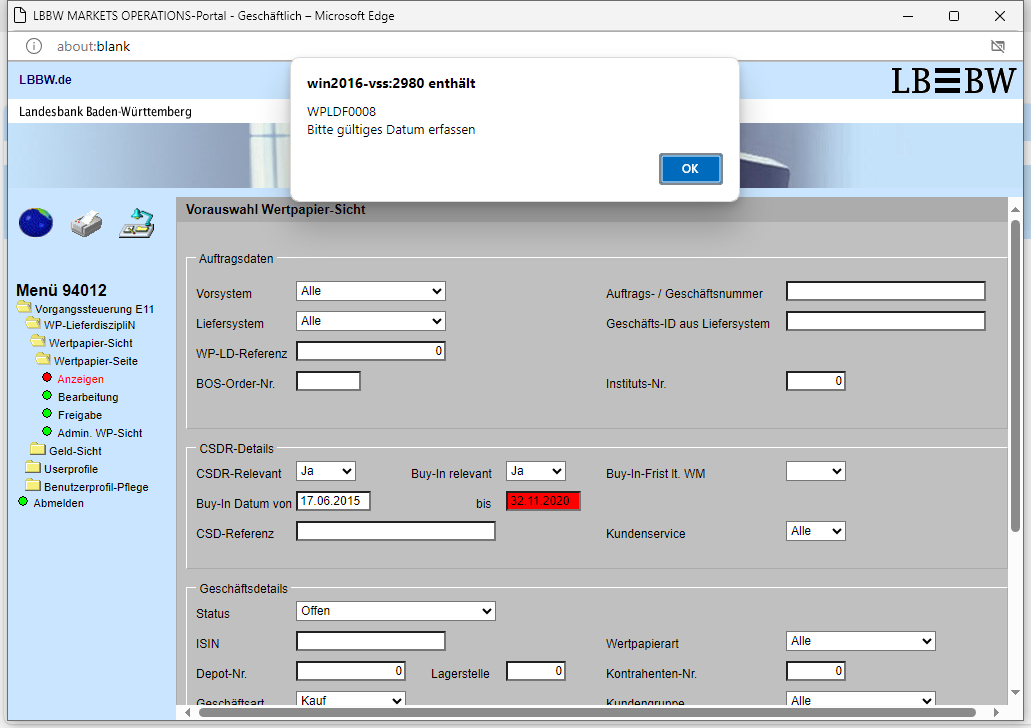 LBBW MARKETS OPERATIONS-Portal - Geschäftlich – Microsoft Edge
about:blank
LBBW.de
LB≡BW
Landesbank Baden-Württemberg
win2016-vss:2980 enthält
WPLDF0008
Bitte gültiges Datum erfassen
OK
Menü 94012
Vorgangssteuerung E11
WP-LieferdiszipliN
Wertpapier-Sicht
Wertpapier-Seite
Anzeigen
Bearbeitung
Freigabe
Admin. WP-Sicht
Geld-Sicht
Userprofile
Benutzerprofil-Pflege
Abmelden
Vorauswahl Wertpapier-Sicht
Auftragsdaten
Vorsystem Alle Auftrags- / Geschäftsnummer
Liefersystem Alle Geschäfts-ID aus Liefersystem
WP-LD-Referenz 0
BOS-Order-Nr. Instituts-Nr. 0
CSDR-Details
CSDR-Relevant Ja Buy-In relevant Ja Buy-In-Frist lt. WM
Buy-In Datum von 17.06.2015 bis 32.11.2020
CSD-Referenz Kundenservice Alle
Geschäftsdetails
Status Offen
ISIN Wertpapierart Alle
Depot-Nr. 0 Lagerstelle 0 Kontrahenten-Nr. 0
Geschäftsart Kauf Kundengruppe Alle